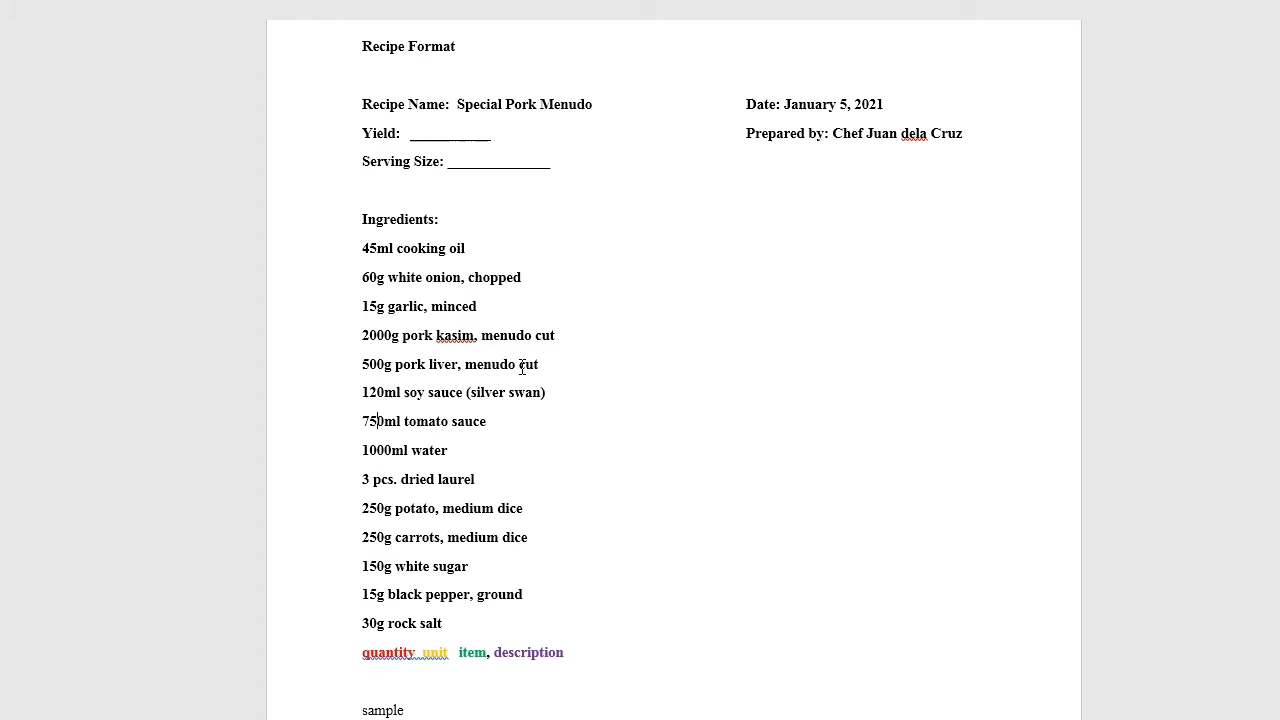 Recipe Format
Recipe Name: Special Pork Menudo
Date: January 5, 2021
Yield: ___________
Prepared by: Chef Juan dela Cruz
Serving Size: ______________
Ingredients:
45ml cooking oil
60g white onion, chopped
15g garlic, minced
2000g pork kasim, menudo cut
500g pork liver, menudo cut
120ml soy sauce (silver swan)
750ml tomato sauce
1000ml water
3 pcs. dried laurel
250g potato, medium dice
250g carrots, medium dice
150g white sugar
15g black pepper, ground
30g rock salt
quantity unit item, description
sample